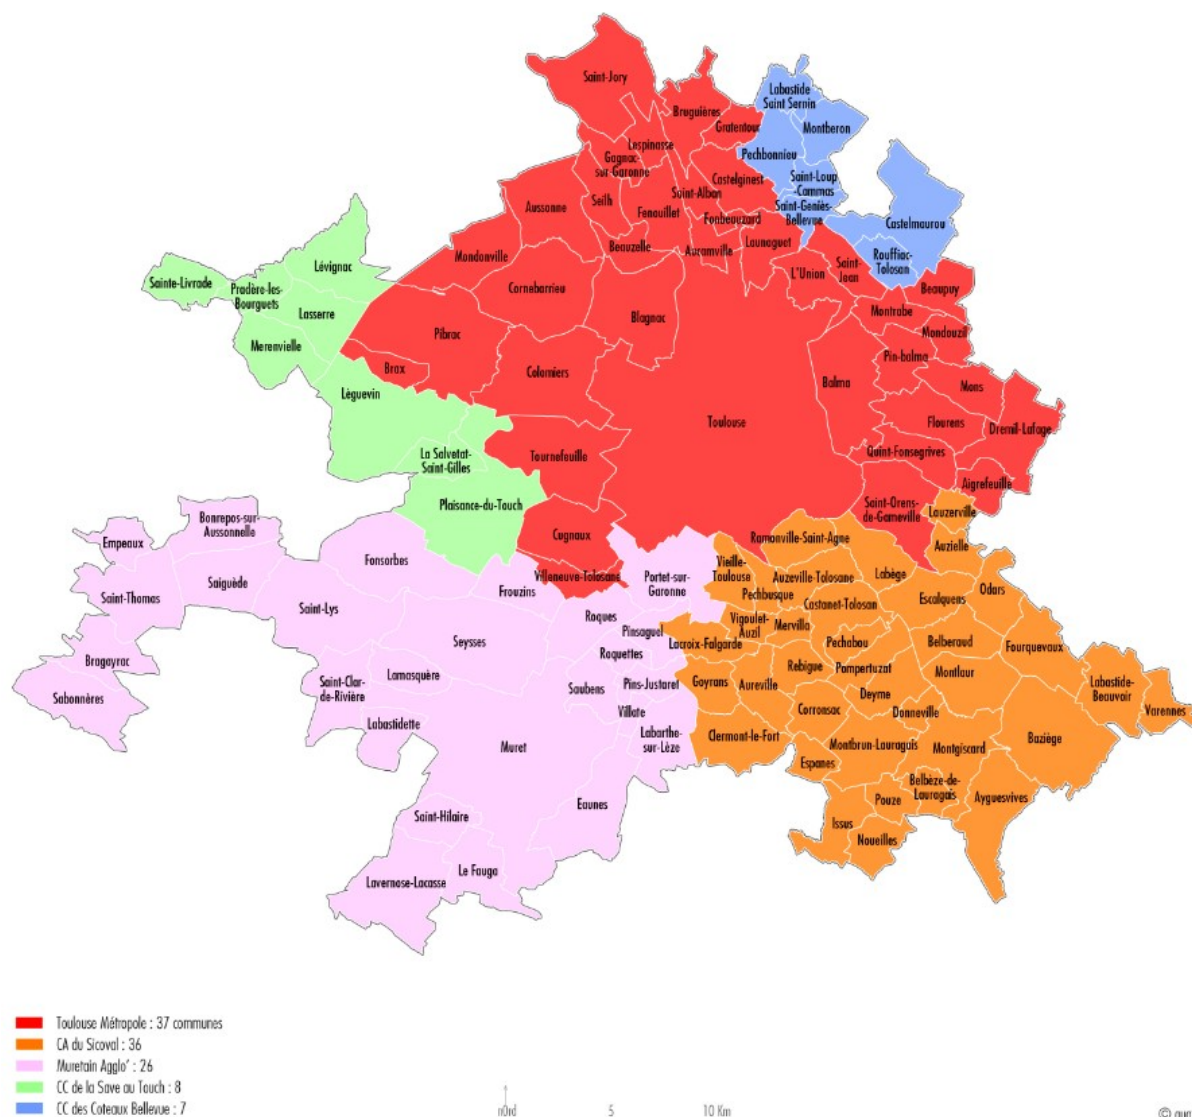 Saint-Jory
Labastide
Saint Sernin
Bruguières
Gratentour
Montberon
Lespinasse
Pechbonnieu
Gagnac-
sur-Garonne
Castelginest
Saint-Loup
-Cammas
Saint-Alban
Seilh
Aussonne
Fenouillet
Fonbeauzard
Saint-Geniès-
Bellevue
Castelmaurou
Beauzelle
Aucamville
Launaguet
Mondonville
Rouffiac-
Tolosan
Saint-
Jean
L'Union
Lévignac
Sainte-Livrade
Pradère-les-
Bourguets
Cornebarrieu
Beaupuy
Lasserre
Montrabe
Blagnac
Mondouzil
Pibrac
Merenvielle
Pin-balma
Brax
Colomiers
Balma
Mons
Lèguevin
Toulouse
Flourens
Dremil-Lafage
La Salvetat-
Saint-Gilles
Tournefeuille
Quint-Fonsegrives
Aigrefeuille
Plaisance-du-Touch
Saint-Orens-
de-Gameville
Lauzerville
Bonrepos-sur-
Aussonnelle
Cugnaux
Ramonville-Saint-Agne
Empeaux
Auzielle
Fonsorbes
Vieille-
Toulouse
Labège
Villeneuve-Tolosane
Portet-sur-
Garonne
Auzeville-Tolosane
Saiguède
Frouzins
Pechbusque
Odars
Saint-Thomas
Escalquens
Saint-Lys
Castanet-Tolosan
Roques
Vigoulet-
Auzil
Mervilla
Pinsaguel
Seysses
Lacroix-Falgarde
Pechabou
Belberaud
Fourquevaux
Roquettes
Bragayrac
Rebigue
Pompertuzat
Lamasquère
Montlaur
Saint-Clar-
de-Rivière
Goyrans
Aureville
Labastide-
Beauvoir
Saubens
Pins-Justaret
Sabonnères
Deyme
Varennes
Corronsac
Donneville
Baziège
Villate
Labastidette
Clermont-le-Fort
Labarthe-
sur-Lèze
Muret
Montbrun-Lauragais
Montgiscard
Espanes
Belbèze-de-
Lauragais
Ayguesvives
Pouze
Eaunes
Saint-Hilaire
Issus
Noueilles
Le Fauga
Lavernose-Lacasse
Toulouse Métropole : 37 communes
CA du Sicoval : 36
Muretain Agglo' : 26
CC de la Save au Touch : 8
CC des Coteaux Bellevue : 7
nord 5 10 Km